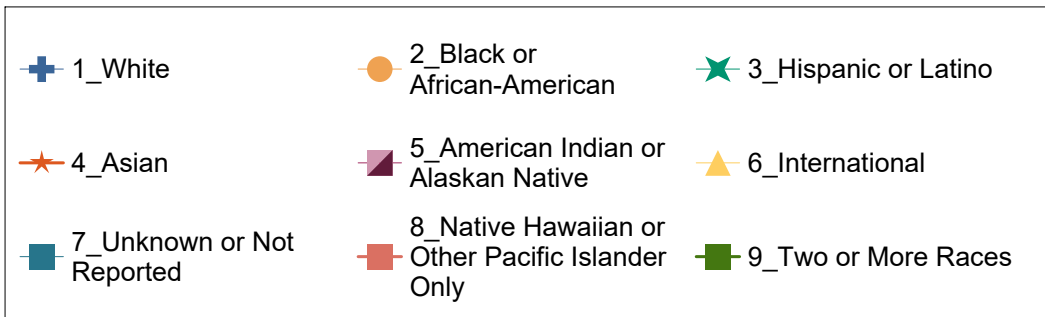 1_White
2_Black or
African-American
3_Hispanic or Latino
4_Asian
5_American Indian or
Alaskan Native
6_International
7_Unknown or Not
Reported
8_Native Hawaiian or
Other Pacific Islander
Only
9_Two or More Races